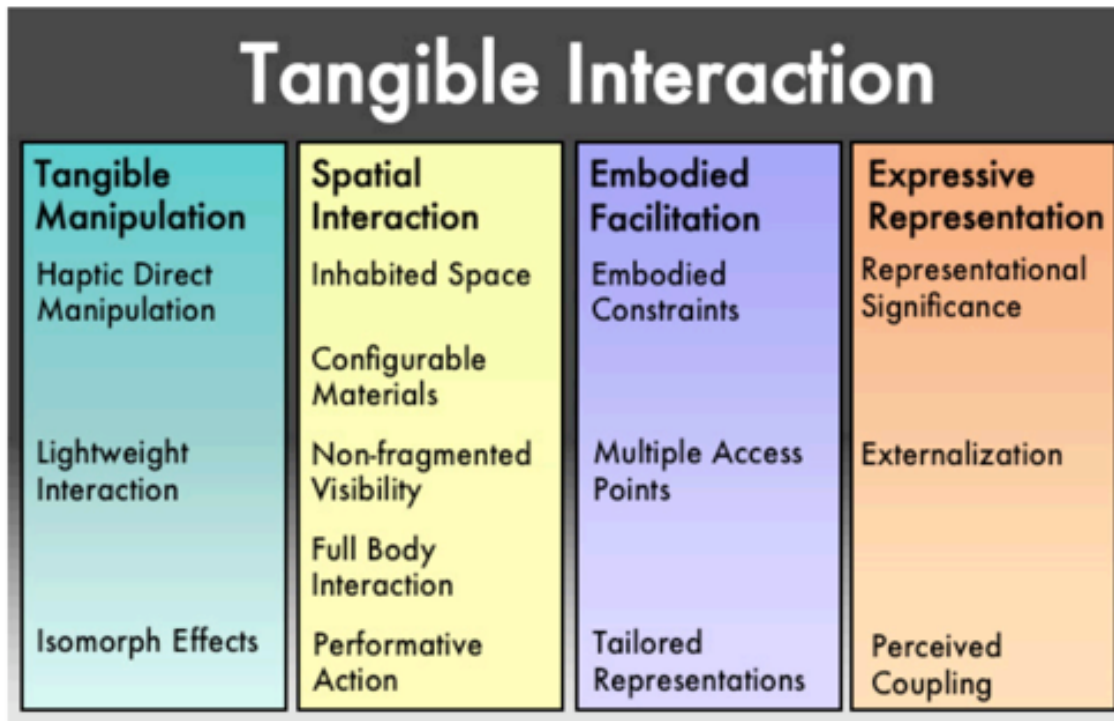 Tangible Interaction
Tangible
Manipulation
Haptic Direct
Manipulation
Lightweight
Interaction
Isomorph Effects
Spatial
Interaction
Inhabited Space
Configurable
Materials
Non-fragmented
Visibility
Full Body
Interaction
Performative
Action
Embodied
Facilitation
Embodied
Constraints
Multiple Access
Points
Tailored
Representations
Expressive
Representation
Representational
Significance
Externalization
Perceived
Coupling